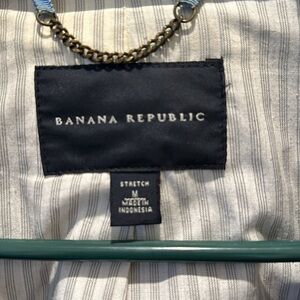 BANANA REPUBLIC
STRETCH
M
MADE IN
INDONESIA